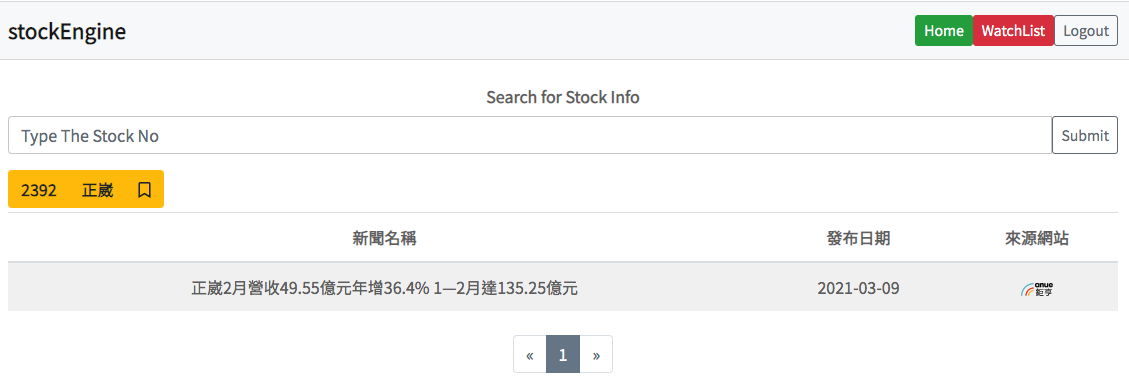 stockEngine
Home WatchList Logout
Search for Stock Info
Type The Stock No Submit
2392 正崴
新聞名稱 發布日期 來源網站
正崴2月營收49.55億元年增36.4% 1—2月達135.25億元 2021-03-09 anue 鉅亨
« 1 »